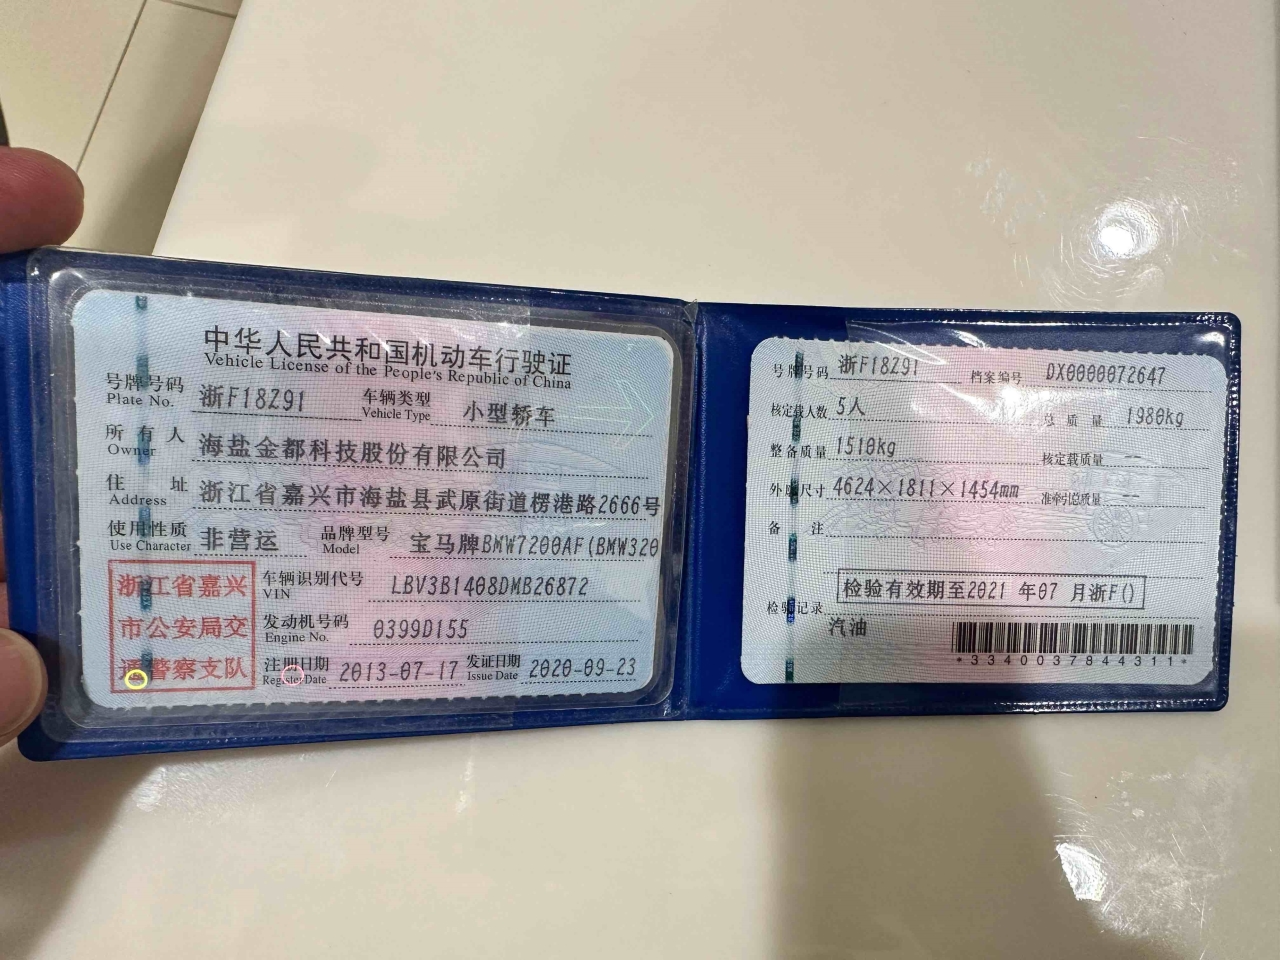 中华人民共和国机动车行驶证
Vehicle License of the People's Republic of China
号牌号码 浙F18Z91 车辆类型 小型轿车
Plate No. Vehicle Type
所有人 海盐金都科技股份有限公司
Owner
住址 浙江省嘉兴市海盐县武原街道楞港路2666号
Address
使用性质 非营运 品牌型号 宝马牌BMW7200AF(BMW320
Use Character Model
浙江省嘉兴
市公安局交
通警察支队
车辆识别代号 LBV3B1408DMB26872
VIN
发动机号码 0399D155
Engine No.
注册日期 2013-07-17 发证日期 2020-09-23
Register Date Issue Date
号牌号码 浙F18Z91 档案编号 DX0000072647
核定载人数 5人 总质量 1980kg
整备质量 1510kg 核定载质量 --
外廓尺寸 4624×1811×1454mm 准牵引总质量 --
备注
检验有效期至2021 年07 月浙F()
检验记录
汽油
*3340037844311*